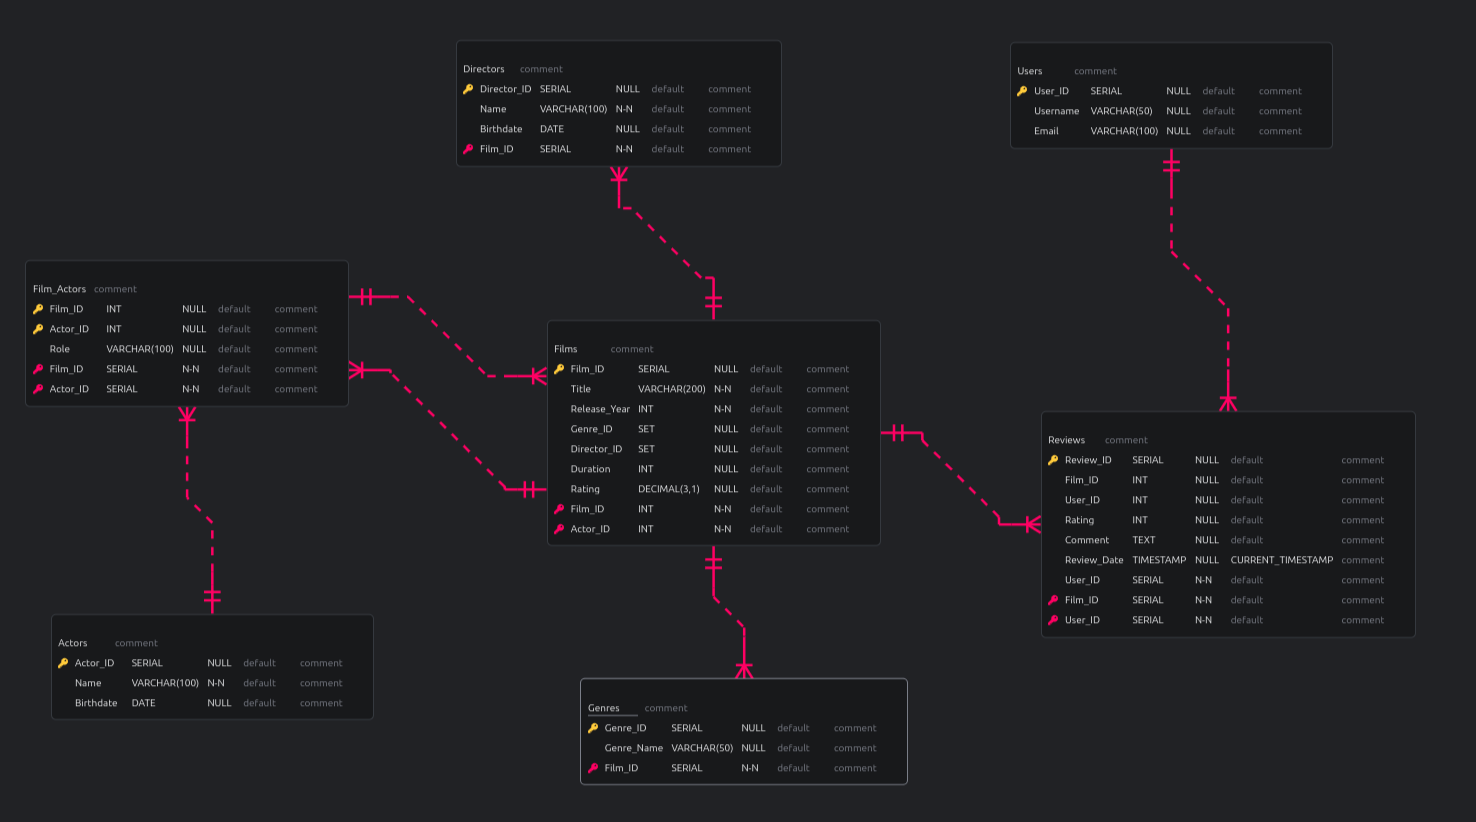 Directors comment
Director_ID SERIAL NULL default comment
Name VARCHAR(100) N-N default comment
Birthdate DATE NULL default comment
Film_ID SERIAL N-N default comment
Users comment
User_ID SERIAL NULL default comment
Username VARCHAR(50) NULL default comment
Email VARCHAR(100) NULL default comment
Film_Actors comment
Film_ID INT NULL default comment
Actor_ID INT NULL default comment
Role VARCHAR(100) NULL default comment
Film_ID SERIAL N-N default comment
Actor_ID SERIAL N-N default comment
Films comment
Film_ID SERIAL NULL default comment
Title VARCHAR(200) N-N default comment
Release_Year INT N-N default comment
Genre_ID SET NULL default comment
Director_ID SET NULL default comment
Duration INT NULL default comment
Rating DECIMAL(3,1) NULL default comment
Film_ID INT N-N default comment
Actor_ID INT N-N default comment
Reviews comment
Review_ID SERIAL NULL default comment
Film_ID INT NULL default comment
User_ID INT NULL default comment
Rating INT NULL default comment
Comment TEXT NULL default comment
Review_Date TIMESTAMP NULL CURRENT_TIMESTAMP comment
User_ID SERIAL N-N default comment
Film_ID SERIAL N-N default comment
User_ID SERIAL N-N default comment
Actors comment
Actor_ID SERIAL NULL default comment
Name VARCHAR(100) N-N default comment
Birthdate DATE NULL default comment
Genres comment
Genre_ID SERIAL NULL default comment
Genre_Name VARCHAR(50) NULL default comment
Film_ID SERIAL N-N default comment